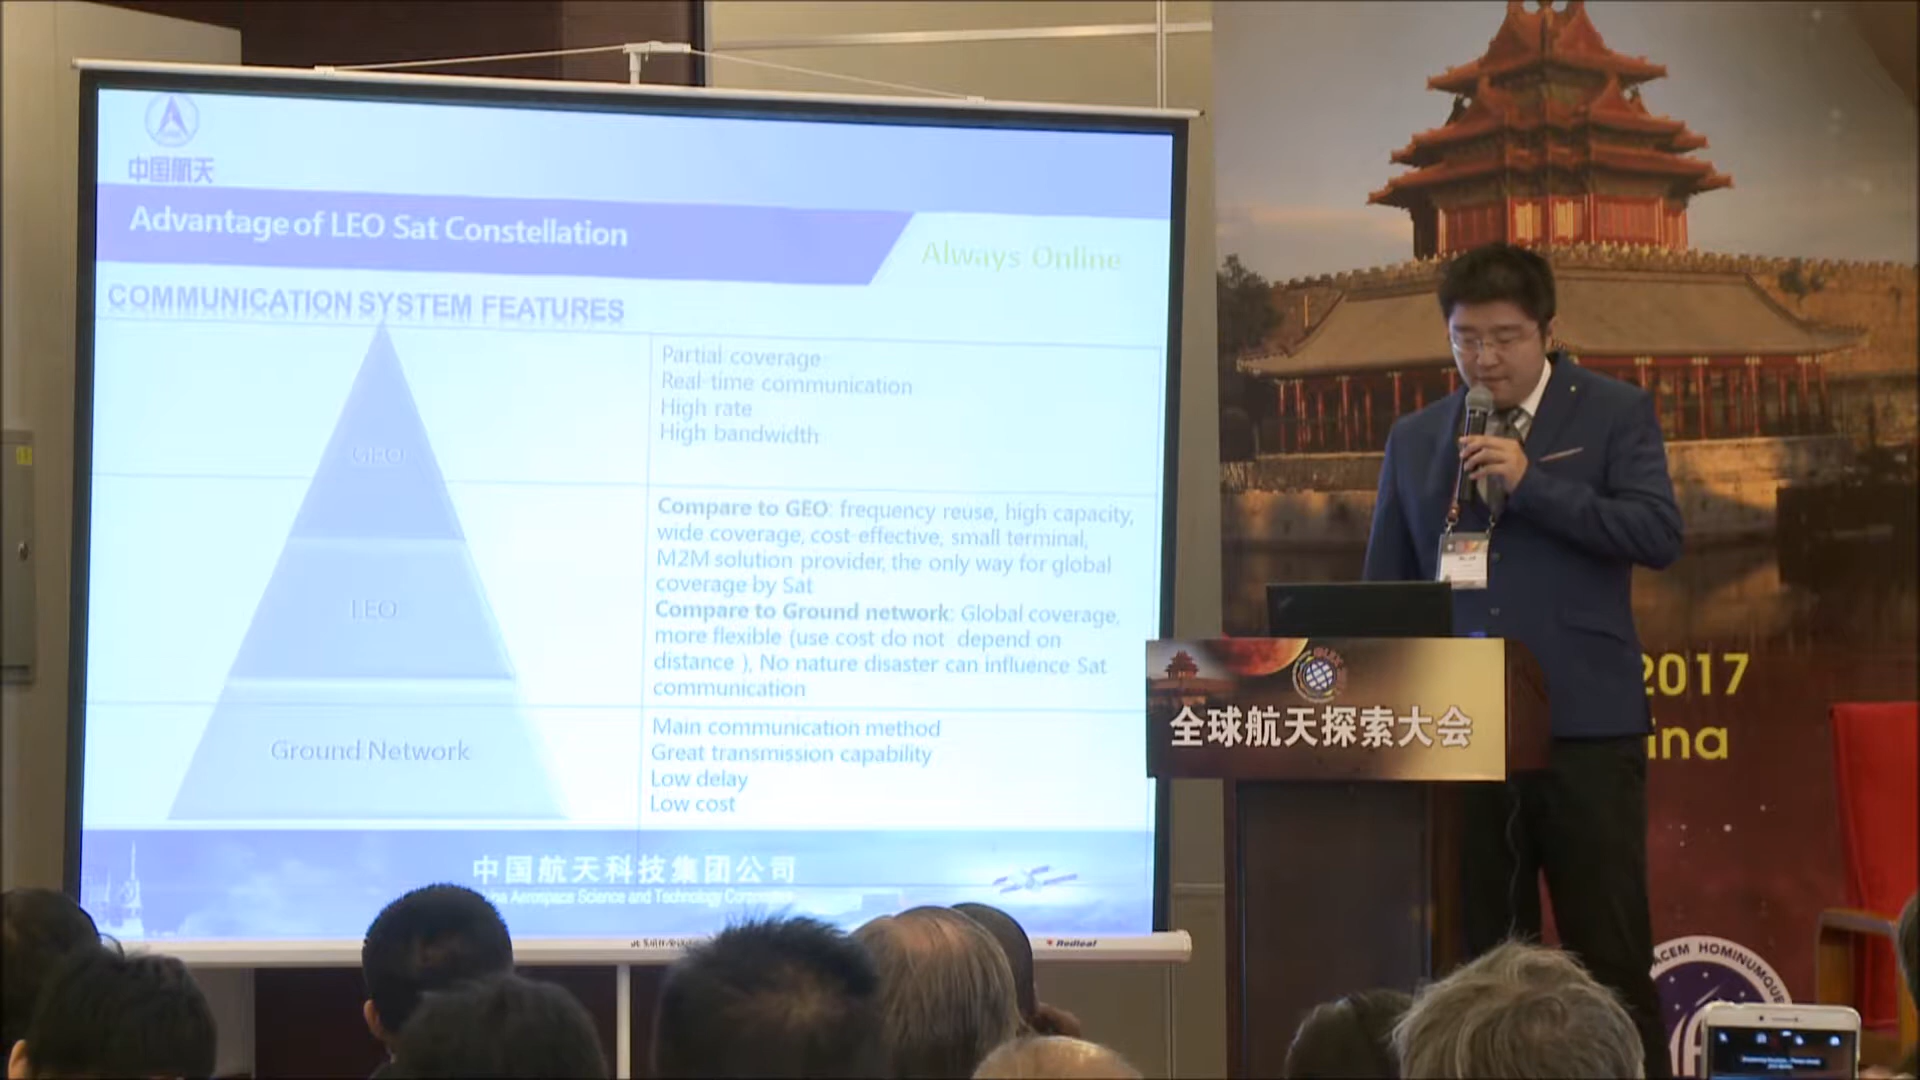 中国航天
Advantage of LEO Sat Constellation
Always Online
COMMUNICATION SYSTEM FEATURES
GEO
Partial coverage
Real time communication
High rate
High bandwidth
LEO
Compare to GEO: frequency reuse, high capacity,
wide coverage, cost effective, small terminal,
M2M solution provider, the only way for global
coverage by Sat
Compare to Ground network: Global coverage,
more flexible (use cost do not depend on
distance ), No nature disaster can influence Sat
communication
Ground Network
Main communication method
Great transmission capability
Low delay
Low cost
中国航天科技集团公司
Aerospace Science and Technology
Redleaf
全球航天探索大会
2017
ina
ACEM HOMINUMQUE